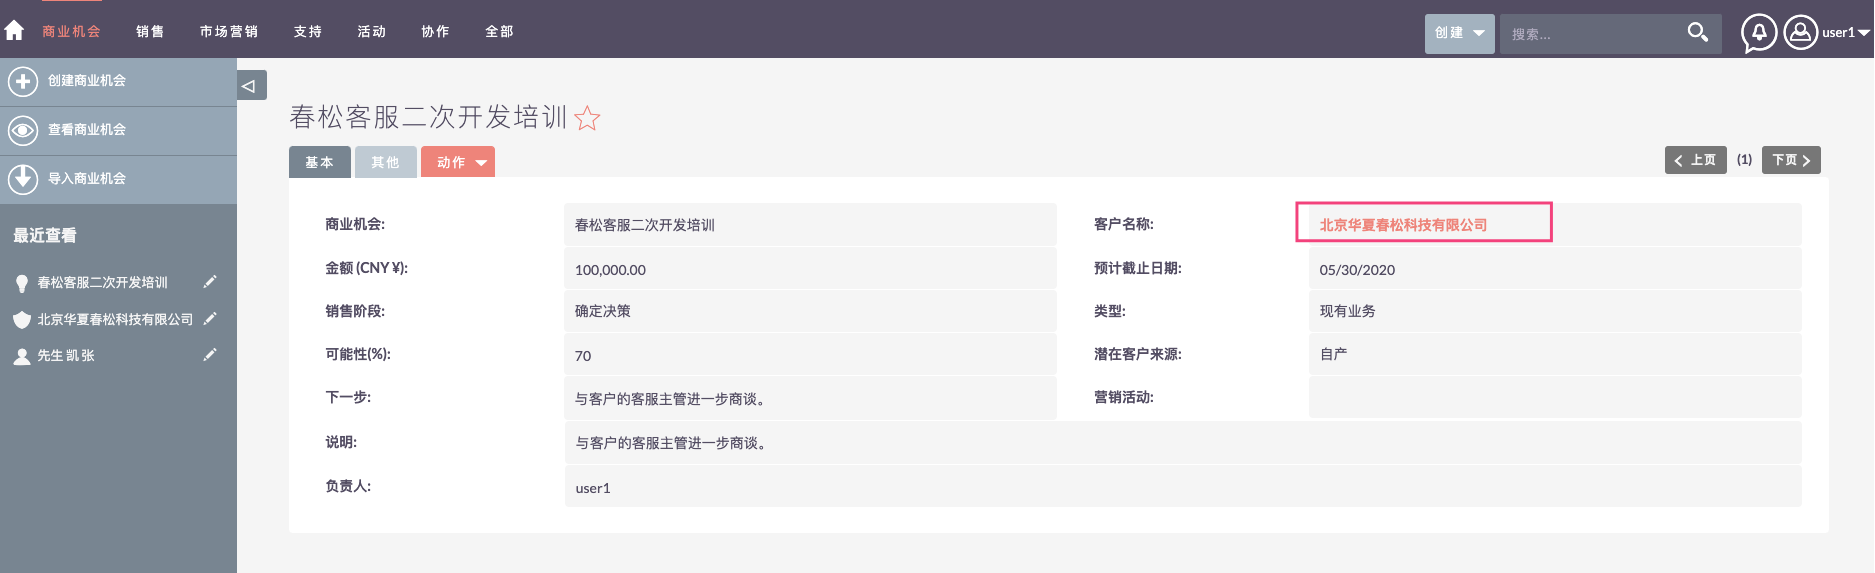 商业机会 销售 市场营销 支持 活动 协作 全部 创建 搜索... user1
创建商业机会
查看商业机会
导入商业机会
最近查看
春松客服二次开发培训
北京华夏春松科技有限公司
先生 凯 张
春松客服二次开发培训
基本 其他 动作
上页 (1) 下页
商业机会: 春松客服二次开发培训 客户名称: 北京华夏春松科技有限公司
金额 (CNY ¥): 100,000.00 预计截止日期: 05/30/2020
销售阶段: 确定决策 类型: 现有业务
可能性(%): 70 潜在客户来源: 自产
下一步: 与客户的客服主管进一步商谈。 营销活动:
说明: 与客户的客服主管进一步商谈。
负责人: user1